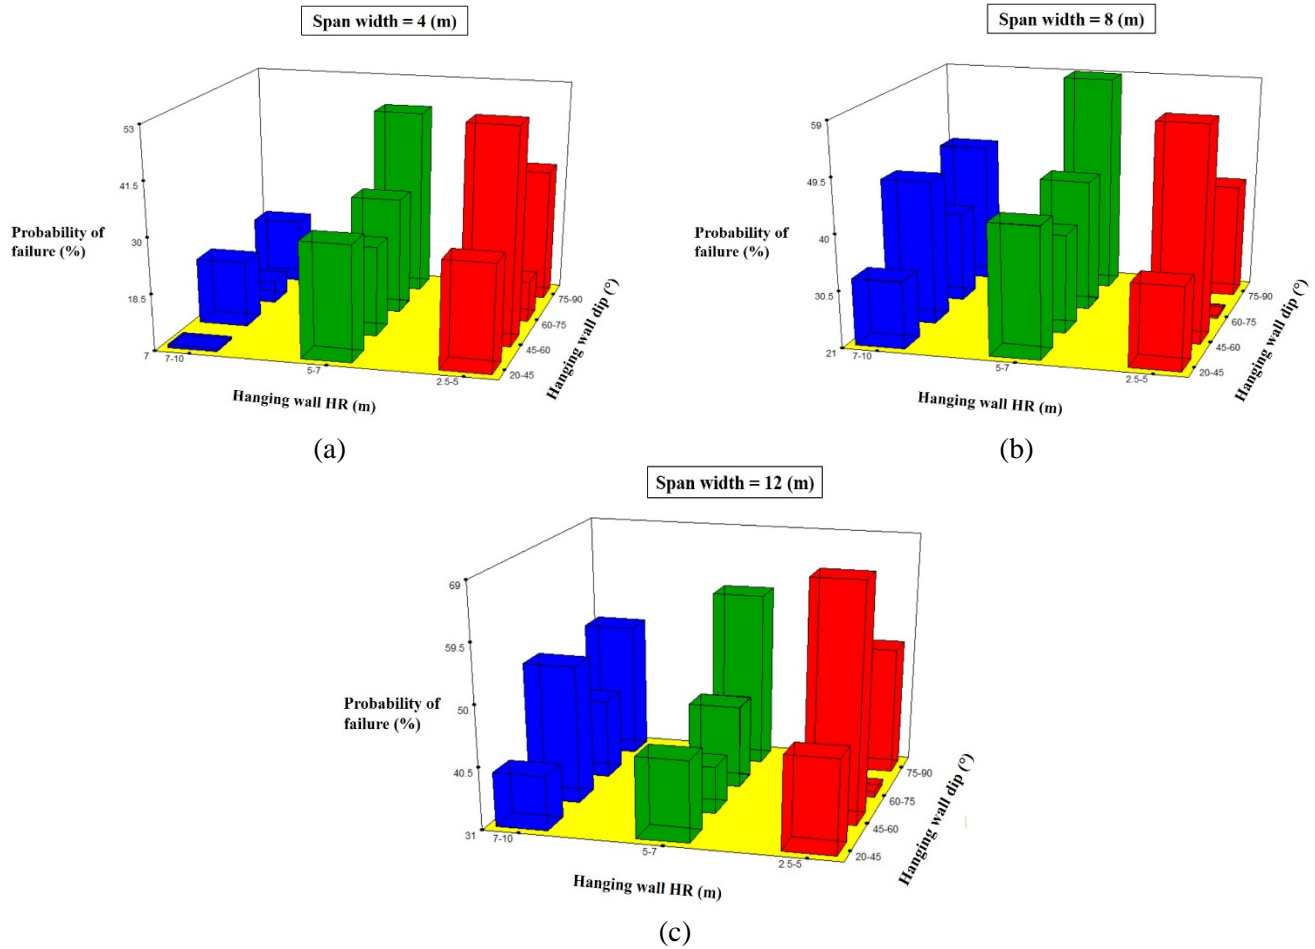 Span width = 4 (m)
53
41.5
30
18.5
7
Probability of
failure (%)
7-10
5-7
2.5-5
Hanging wall HR (m)
20-45
45-60
60-75
75-90
Hanging wall dip (°)
(a)
Span width = 8 (m)
59
49.5
40
30.5
21
Probability of
failure (%)
7-10
5-7
2.5-5
Hanging wall HR (m)
20-45
45-60
60-75
75-90
Hanging wall dip (°)
(b)
Span width = 12 (m)
69
59.5
50
40.5
31
Probability of
failure (%)
7-10
5-7
2.5-5
Hanging wall HR (m)
20-45
45-60
60-75
75-90
Hanging wall dip (°)
(c)